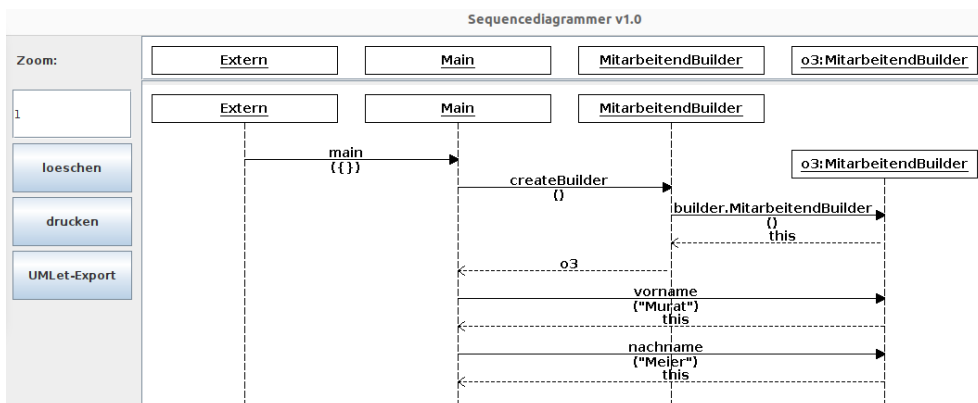 Sequencediagrammer v1.0
Zoom:
Extern
Main
MitarbeitendBuilder
o3:MitarbeitendBuilder
1
Extern
Main
MitarbeitendBuilder
loeschen
main
({})
o3:MitarbeitendBuilder
createBuilder
()
drucken
builder.MitarbeitendBuilder
()
this
UMLet-Export
o3
vorname
("Murat")
this
nachname
("Meier")
this